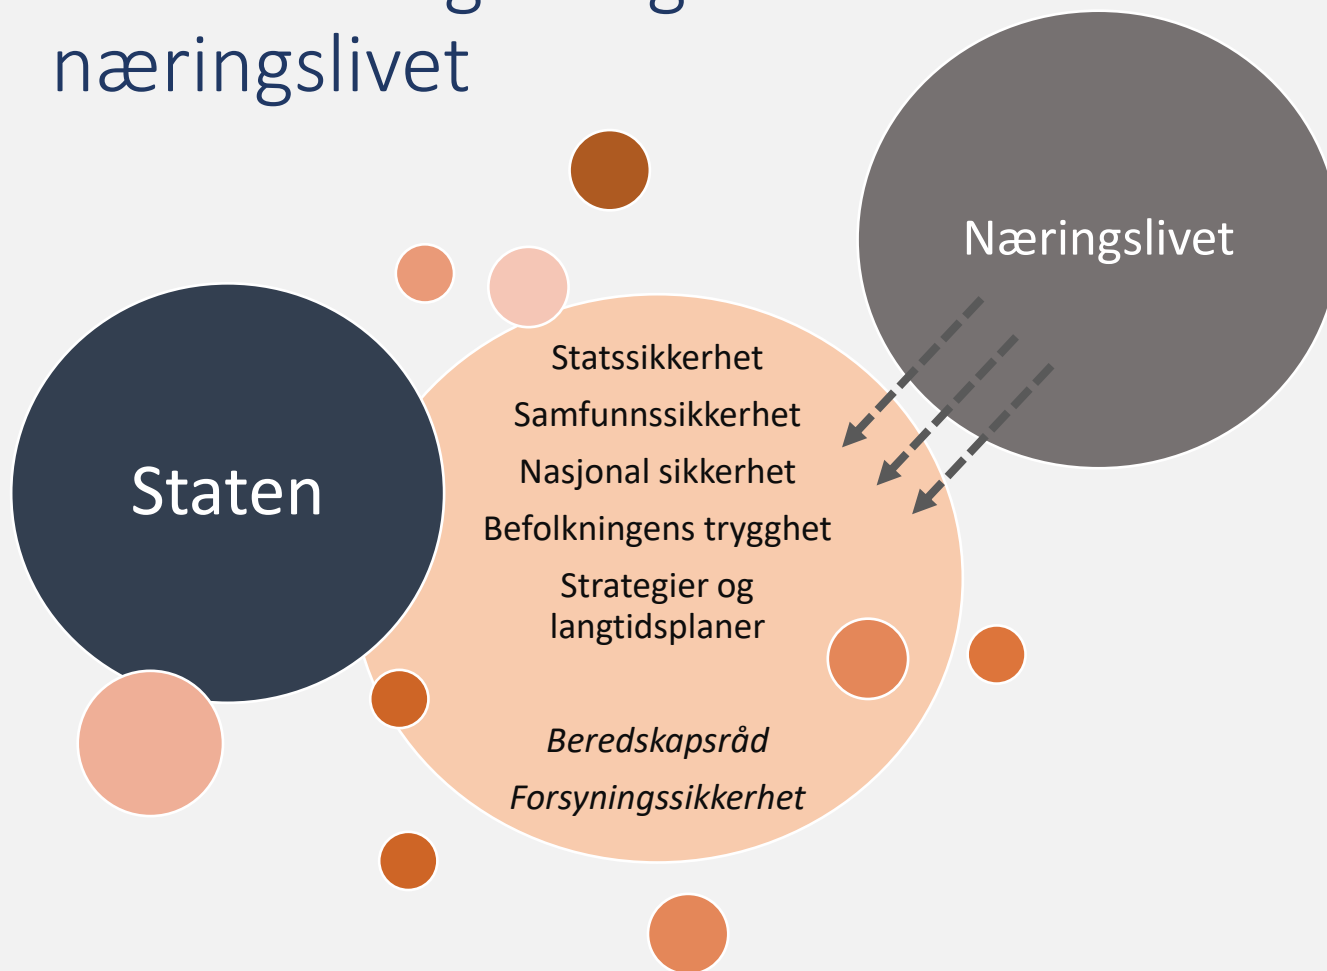 næringslivet
Næringslivet
Staten
Statssikkerhet
Samfunnssikkerhet
Nasjonal sikkerhet
Befolkningens trygghet
Strategier og
langtidsplaner
Beredskapsråd
Forsyningssikkerhet